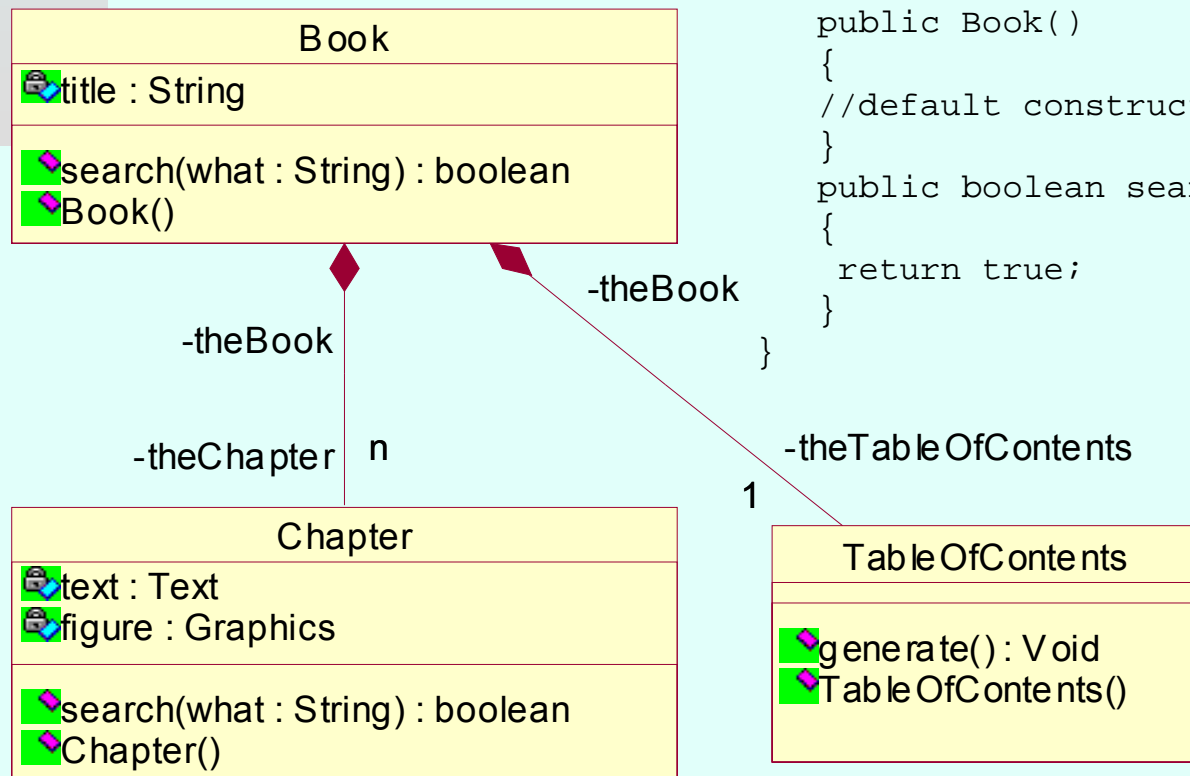 Book
title : String
search(what : String) : boolean
Book()
-theBook
-theChapter n
Chapter
text : Text
figure : Graphics
search(what : String) : boolean
Chapter()
-theBook
-theTableOfContents
1
TableOfContents
generate() : Void
TableOfContents()
public Book()
{
//default construc
}
public boolean sea
{
return true;
}
}